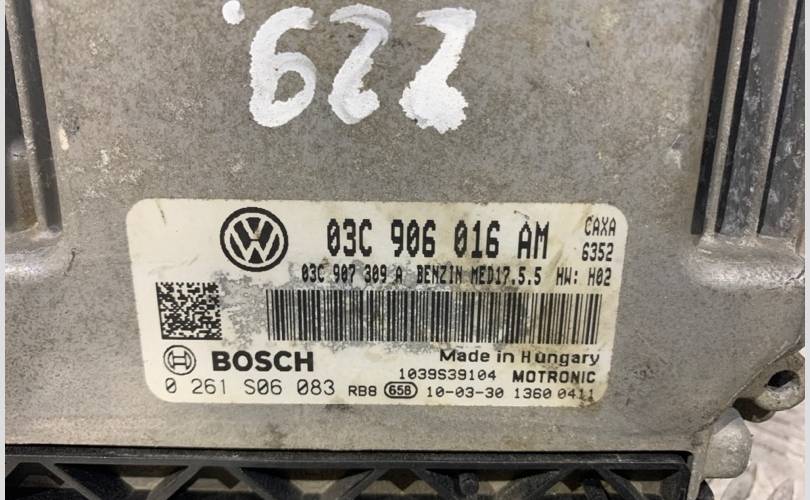 622.
03C 906 016 AM
CAXA
6352
03C 907 309 A BENZIN MED17.5.5 HW: H02
BOSCH
Made in Hungary
1039S39104 MOTRONIC
0 261 S06 083 RB8 658 10-03-30 1360 0411